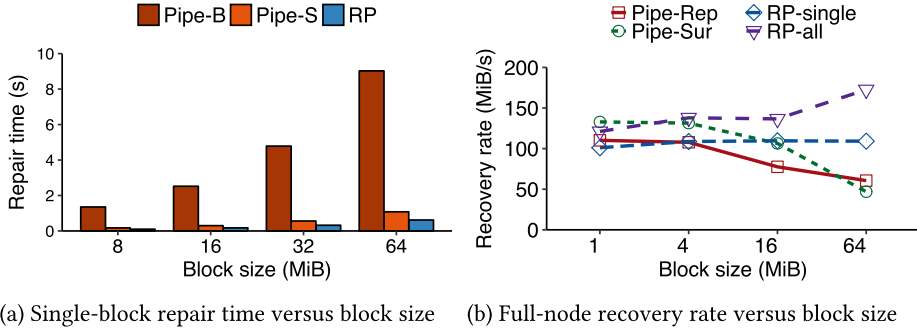 Pipe-B Pipe-S RP
Repair time (s)
10
8
6
4
2
0
8 16 32 64
Block size (MiB)
(a) Single-block repair time versus block size
Pipe-Rep RP-single
Pipe-Sur RP-all
Recovery rate (MiB/s)
200
150
100
50
0
1 4 16 64
Block size (MiB)
(b) Full-node recovery rate versus block size